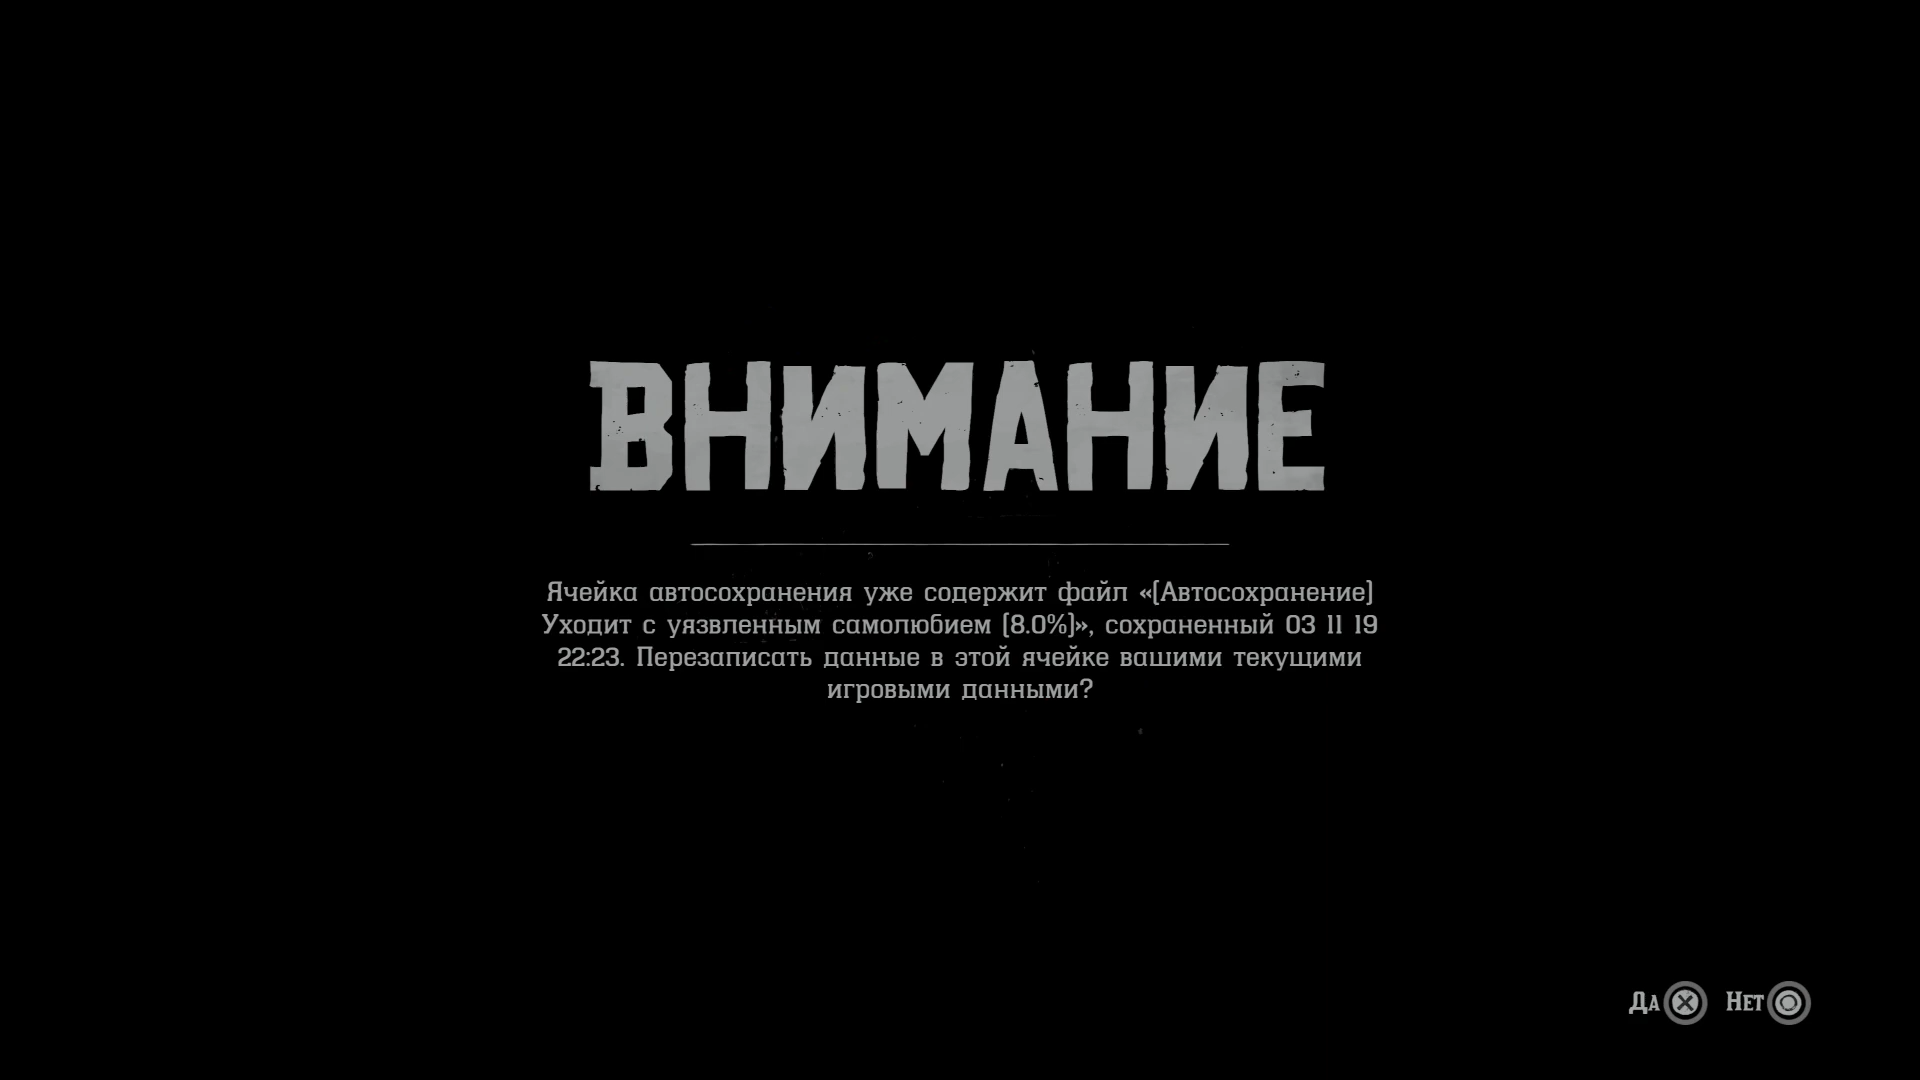 ВНИМАНИЕ
Ячейка автосохранения уже содержит файл «(Автосохранение)
Уходит с уязвленным самолюбием (8.0%)», сохраненный 03 11 19
22:23. Перезаписать данные в этой ячейке вашими текущими
игровыми данными?
Да Нет